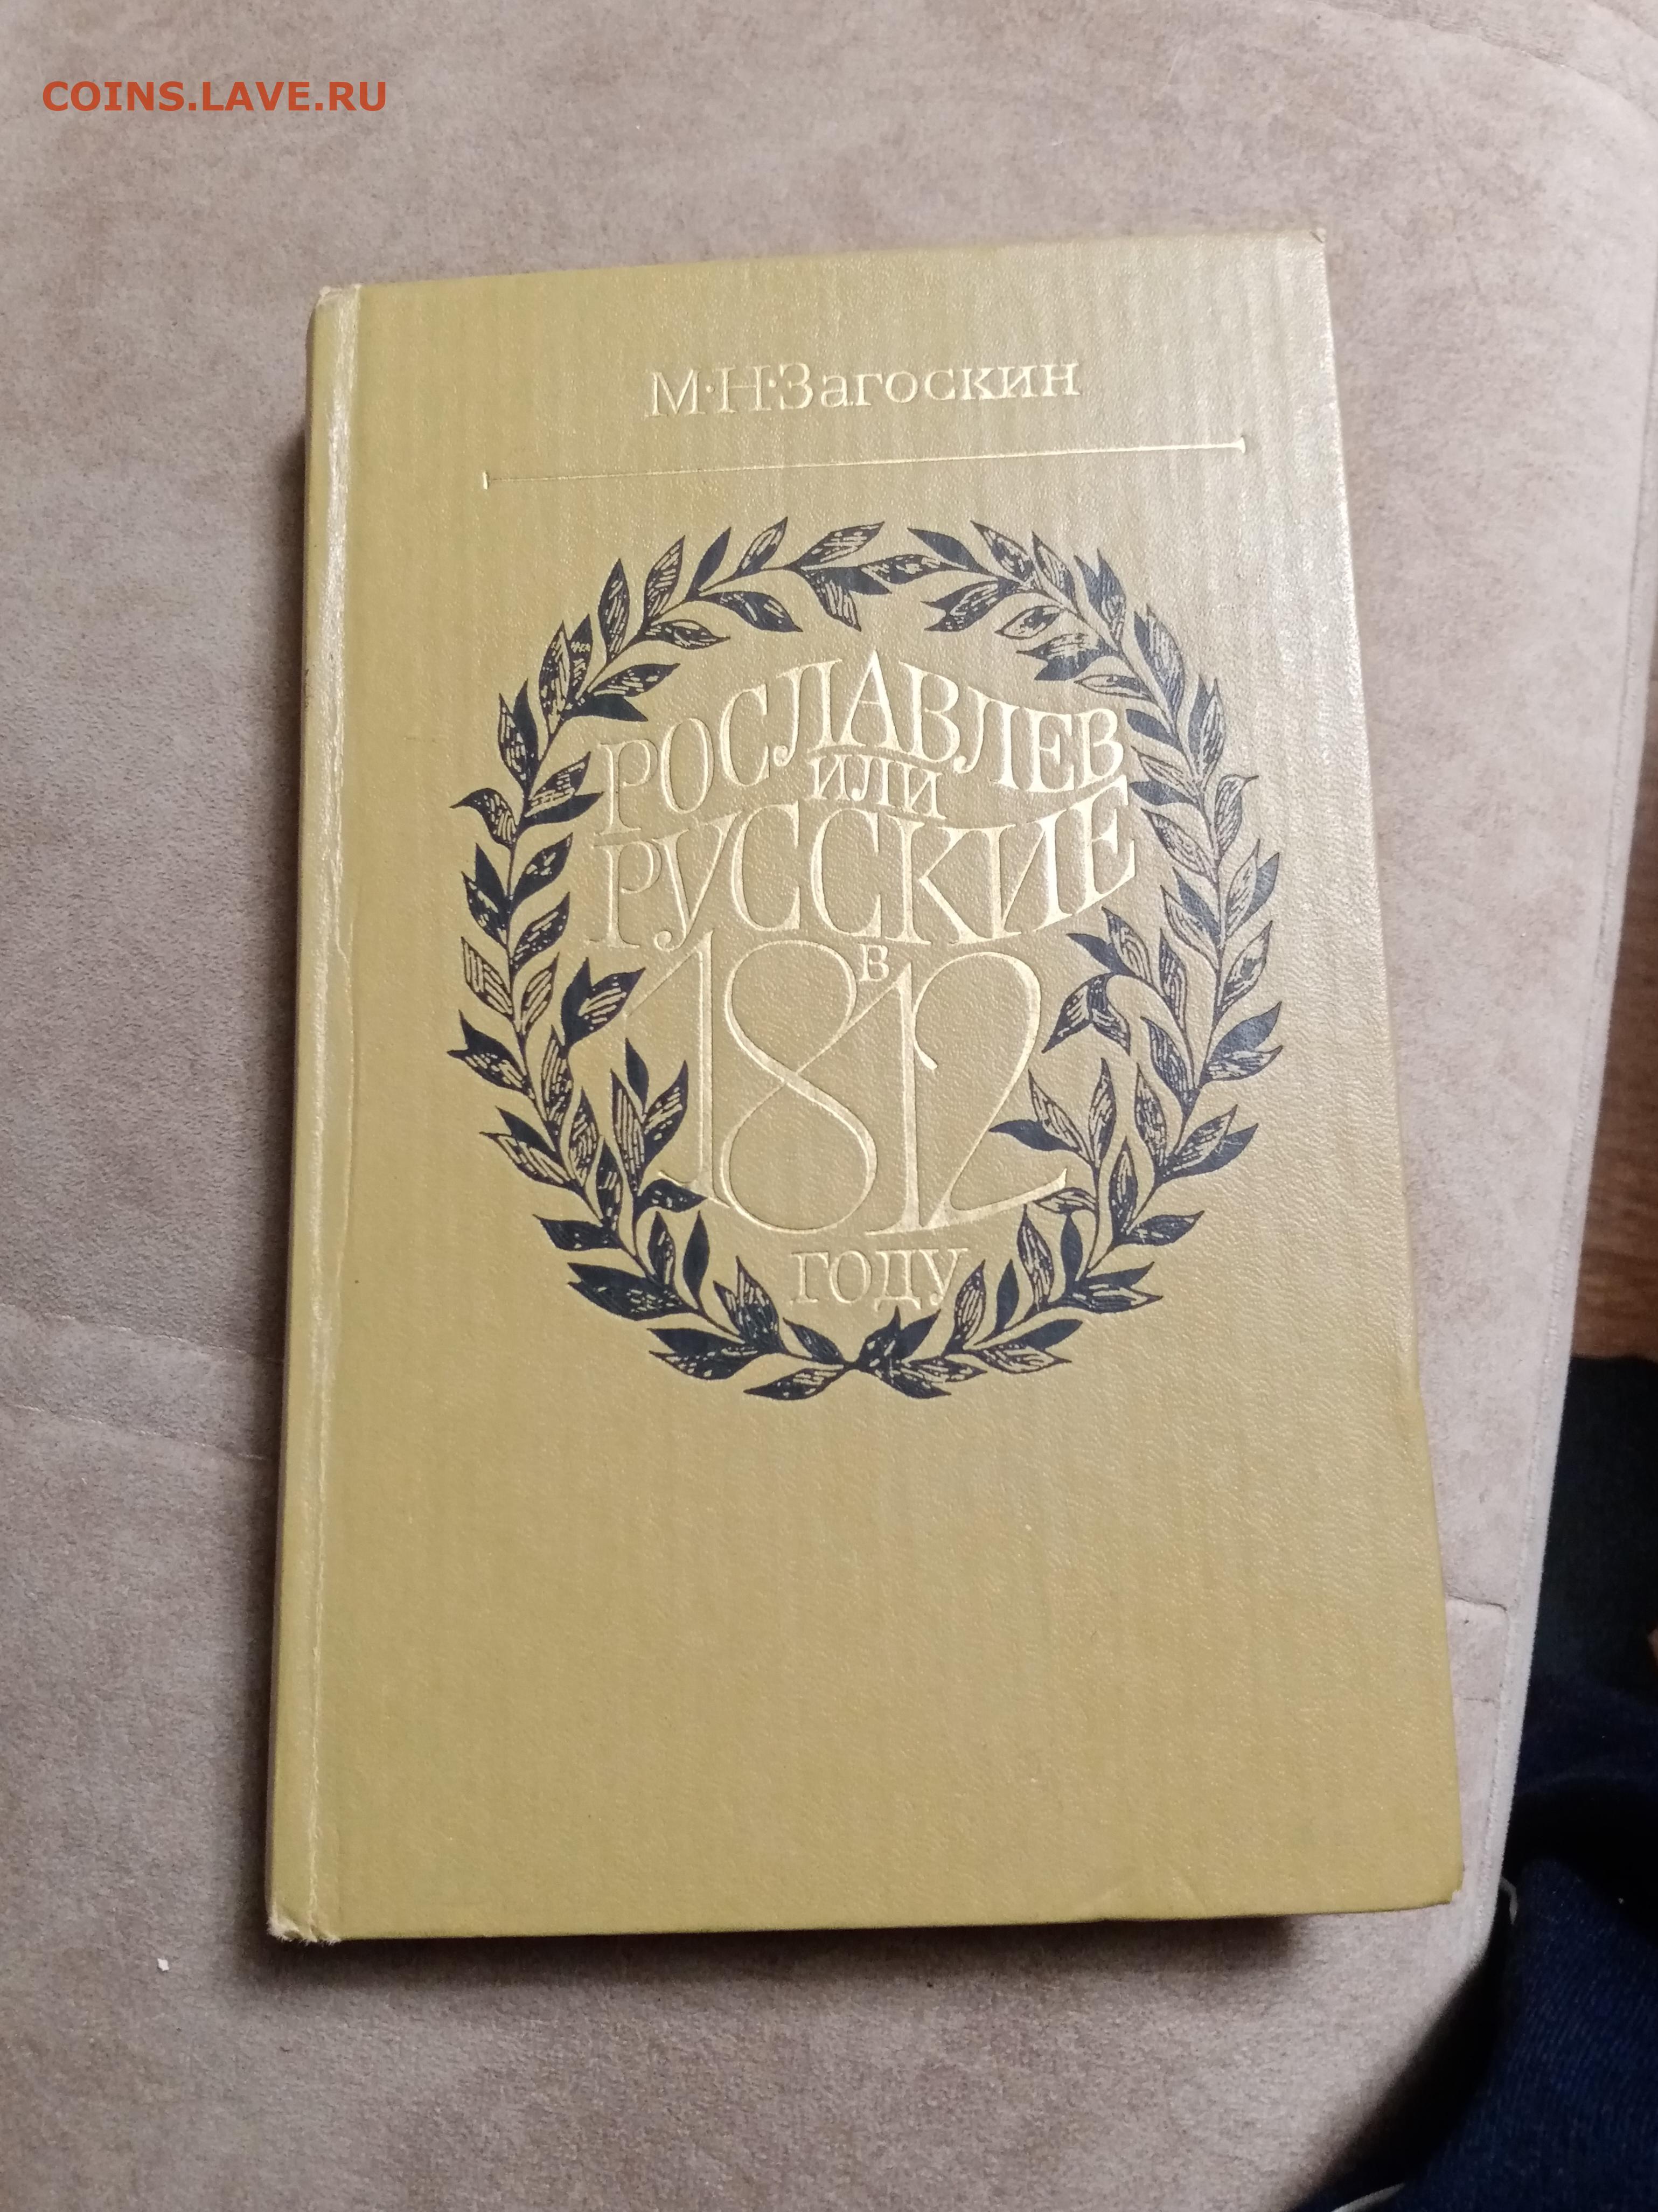 COINS.LAVE.RU
М·Н·Загоскин
РОСЛАВЛЕВ
ИЛИ
РУССКИЕ
В
1812
ГОДУ